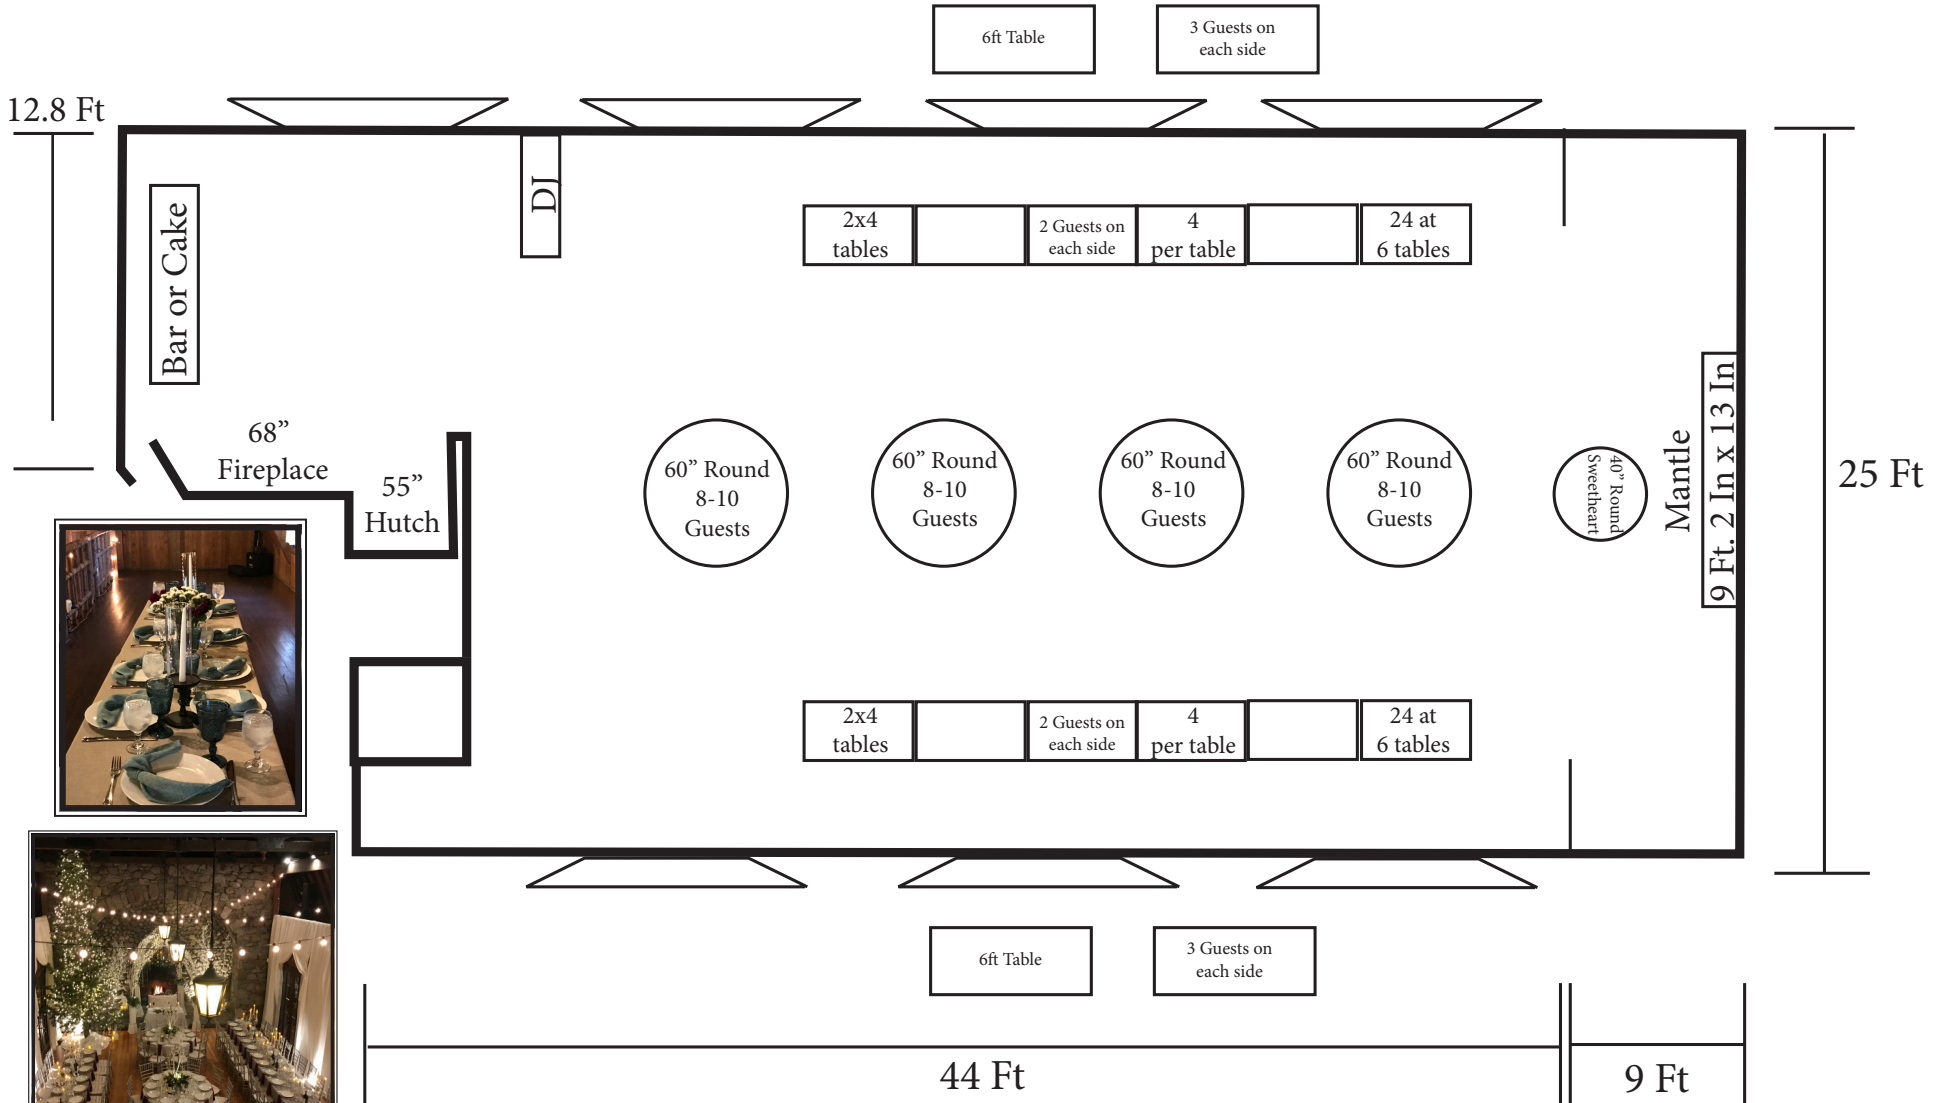 6ft Table
3 Guests on
each side
12.8 Ft
DJ
Bar or Cake
2x4
tables
2 Guests on
each side
4
per table
24 at
6 tables
68”
Fireplace
55”
Hutch
60” Round
8-10
Guests
60” Round
8-10
Guests
60” Round
8-10
Guests
60” Round
8-10
Guests
40” Round
Sweetheart
Mantle
9 Ft. 2 In x 13 In
25 Ft
2x4
tables
2 Guests on
each side
4
per table
24 at
6 tables
6ft Table
3 Guests on
each side
44 Ft
9 Ft